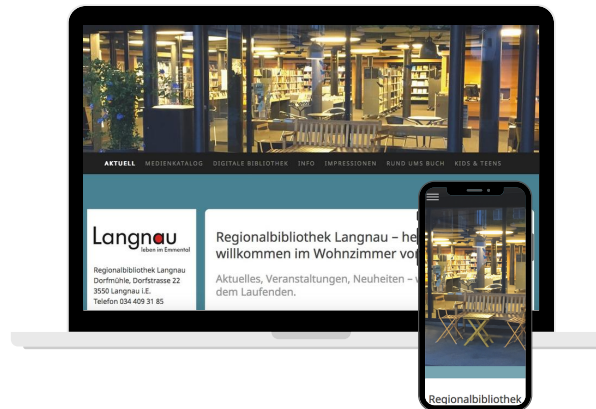 AKTUELL MEDIENKATALOG DIGITALE BIBLIOTHEK INFO IMPRESSIONEN RUND UMS BUCH KIDS & TEENS
Langnau
leben im Emmental
Regionalbibliothek Langnau
Dorfmühle, Dorfstrasse 22
3550 Langnau i.E.
Telefon 034 409 31 85
Regionalbibliothek Langnau – he
willkommen im Wohnzimmer vo
Aktuelles, Veranstaltungen, Neuheiten –
dem Laufenden.
Regionalbibliothek